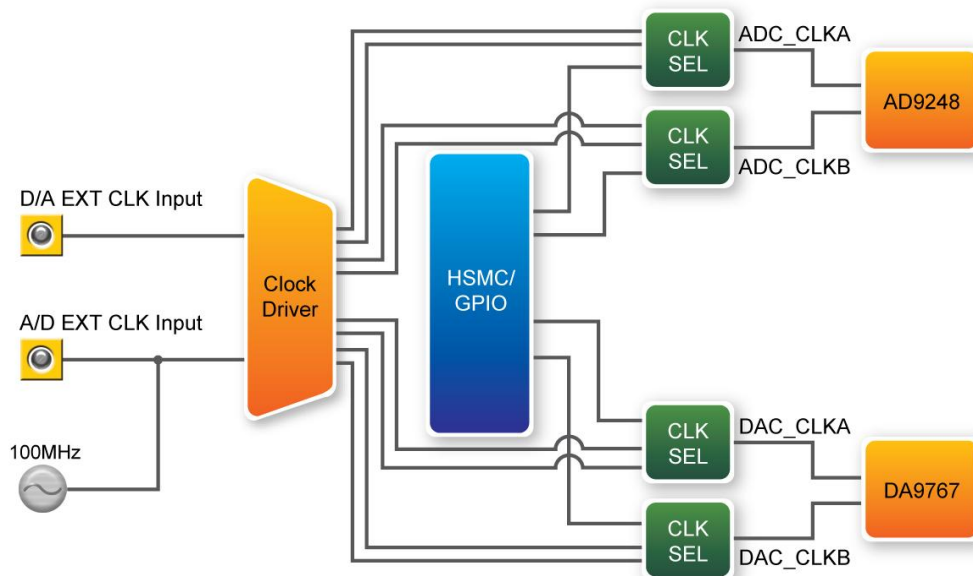 CLK
SEL
ADC_CLKA
AD9248
CLK
SEL
ADC_CLKB
D/A EXT CLK Input
Clock
Driver
HSMC/
GPIO
A/D EXT CLK Input
100MHz
CLK
SEL
DAC_CLKA
DA9767
CLK
SEL
DAC_CLKB